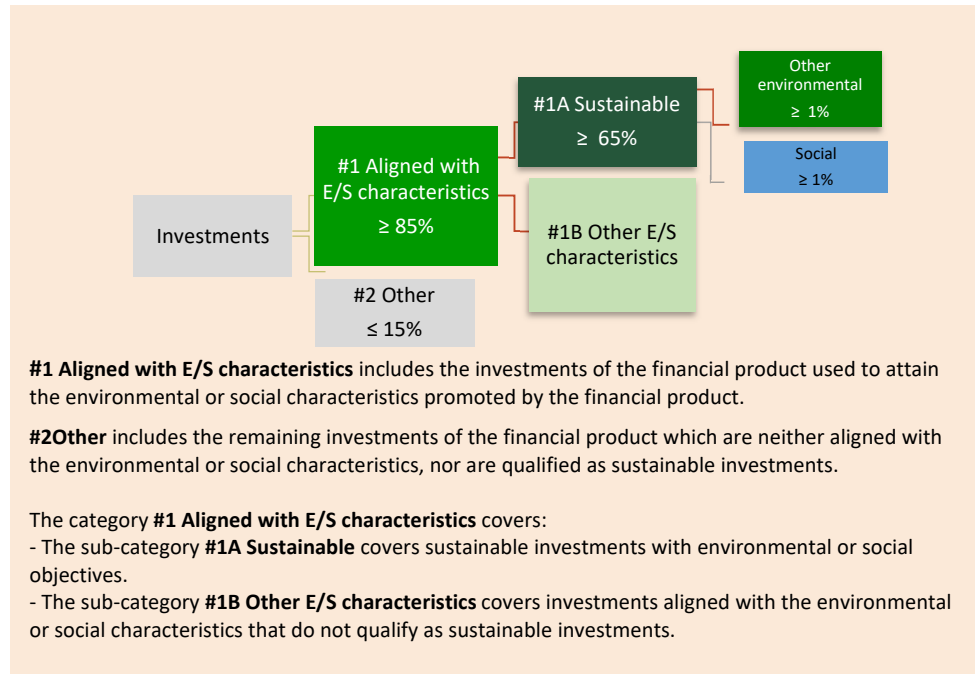 Investments
#1 Aligned with
E/S characteristics
≥ 85%
#2 Other
≤ 15%
#1A Sustainable
≥ 65%
#1B Other E/S
characteristics
Other
environmental
≥ 1%
Social
≥ 1%
#1 Aligned with E/S characteristics includes the investments of the financial product used to attain
the environmental or social characteristics promoted by the financial product.
#2Other includes the remaining investments of the financial product which are neither aligned with
the environmental or social characteristics, nor are qualified as sustainable investments.
The category #1 Aligned with E/S characteristics covers:
- The sub-category #1A Sustainable covers sustainable investments with environmental or social
objectives.
- The sub-category #1B Other E/S characteristics covers investments aligned with the environmental
or social characteristics that do not qualify as sustainable investments.